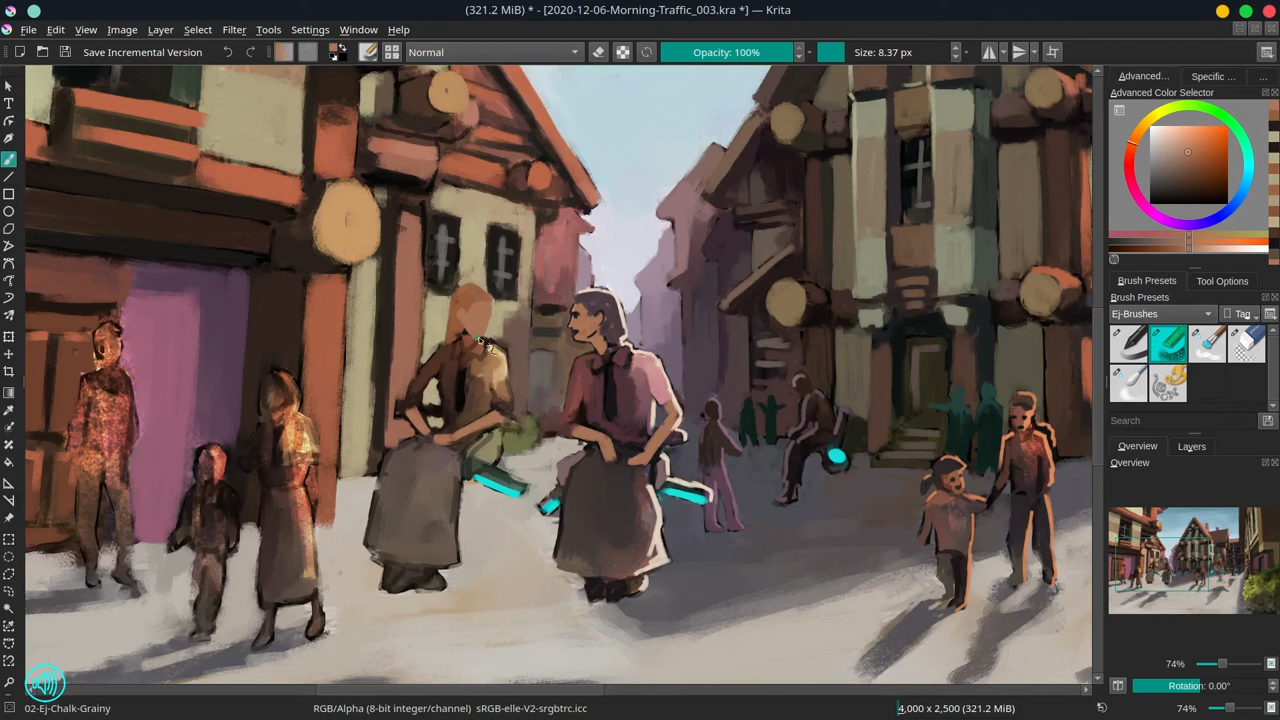 (321.2 MiB) * - [2020-12-06-Morning-Traffic_003.kra *] — Krita
File Edit View Image Layer Select Filter Tools Settings Window Help
Save Incremental Version Normal Opacity: 100% Size: 8.37 px
Advanced... Specific ... ...
Advanced Color Selector
Brush Presets Tool Options
Brush Presets
Ej-Brushes Tag
Search
Overview Layers
Overview
74%
Rotation: 0.00°
02-Ej-Chalk-Grainy RGB/Alpha (8-bit integer/channel) sRGB-elle-V2-srgbtrc.icc 4,000 x 2,500 (321.2 MiB) 74%